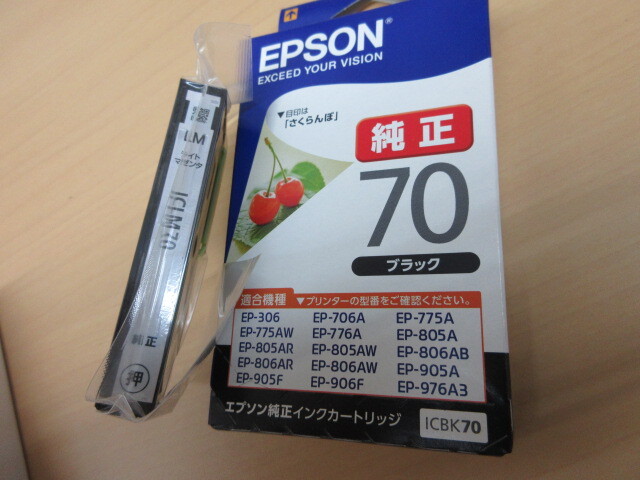 EPSON
EXCEED YOUR VISION
▼目印は
「さくらんぼ」
純正
70
ブラック
適合機種 ▼プリンターの型番をご確認ください。
EP-306 EP-706A EP-775A
EP-775AW EP-776A EP-805A
EP-805AR EP-805AW EP-806AB
EP-806AR EP-806AW EP-905A
EP-905F EP-906F EP-976A3
エプソン純正インクカートリッジ
ICBK70
LM
ライト
マゼンタ
ICLM70
純正
押